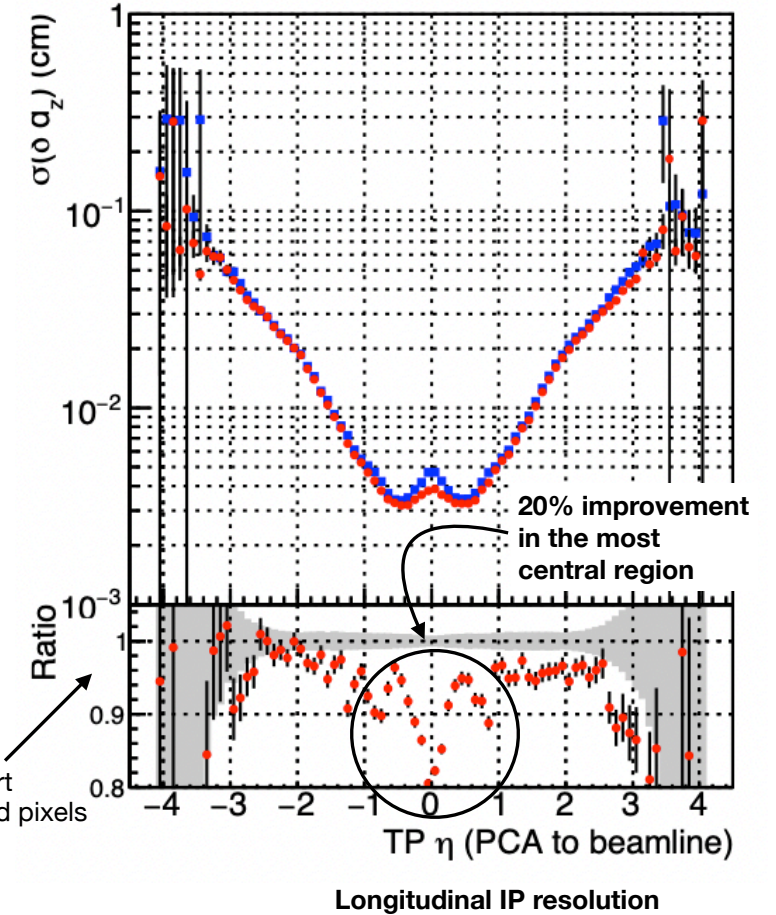 σ(δ d_z) (cm)
1
10⁻¹
10⁻²
10⁻³
20% improvement
in the most
central region
Ratio
1
0.9
0.8
rt
d pixels
−4 −3 −2 −1 0 1 2 3 4
TP η (PCA to beamline)
Longitudinal IP resolution